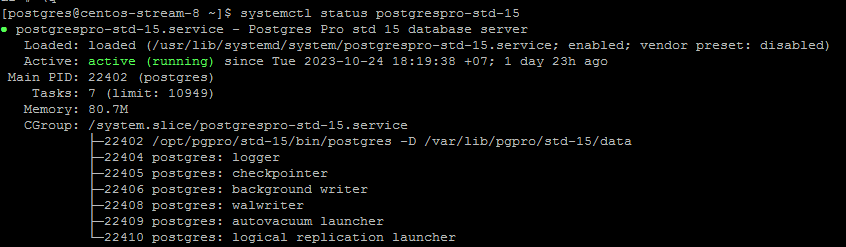 [postgres@centos-stream-8 ~]$ systemctl status postgrespro-std-15
● postgrespro-std-15.service - Postgres Pro std 15 database server
   Loaded: loaded (/usr/lib/systemd/system/postgrespro-std-15.service; enabled; vendor preset: disabled)
   Active: active (running) since Tue 2023-10-24 18:19:38 +07; 1 day 23h ago
 Main PID: 22402 (postgres)
    Tasks: 7 (limit: 10949)
   Memory: 80.7M
   CGroup: /system.slice/postgrespro-std-15.service
           ├─22402 /opt/pgpro/std-15/bin/postgres -D /var/lib/pgpro/std-15/data
           ├─22404 postgres: logger
           ├─22405 postgres: checkpointer
           ├─22406 postgres: background writer
           ├─22408 postgres: walwriter
           ├─22409 postgres: autovacuum launcher
           └─22410 postgres: logical replication launcher